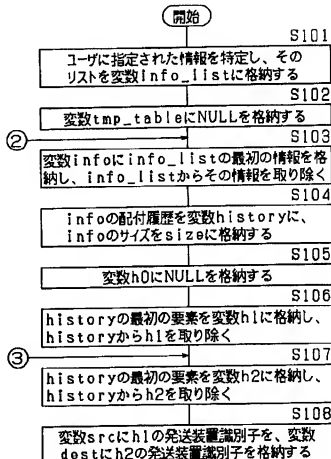 開始
S101
ユーザに指定された情報を特定し、その
リストを変数info_listに格納する
S102
変数tmp_tableにNULLを格納する
②
S103
変数infoにinfo_listの最初の情報を格
納し、info_listからその情報を取り除く
S104
infoの配付履歴を変数historyに、
infoのサイズをsizeに格納する
S105
変数h0にNULLを格納する
S106
historyの最初の要素を変数h1に格納し、
historyからh1を取り除く
③
S107
historyの最初の要素を変数h2に格納し、
historyからh2を取り除く
S108
変数srcにh1の発送装置識別子を、変数
destにh2の発送装置識別子を格納する